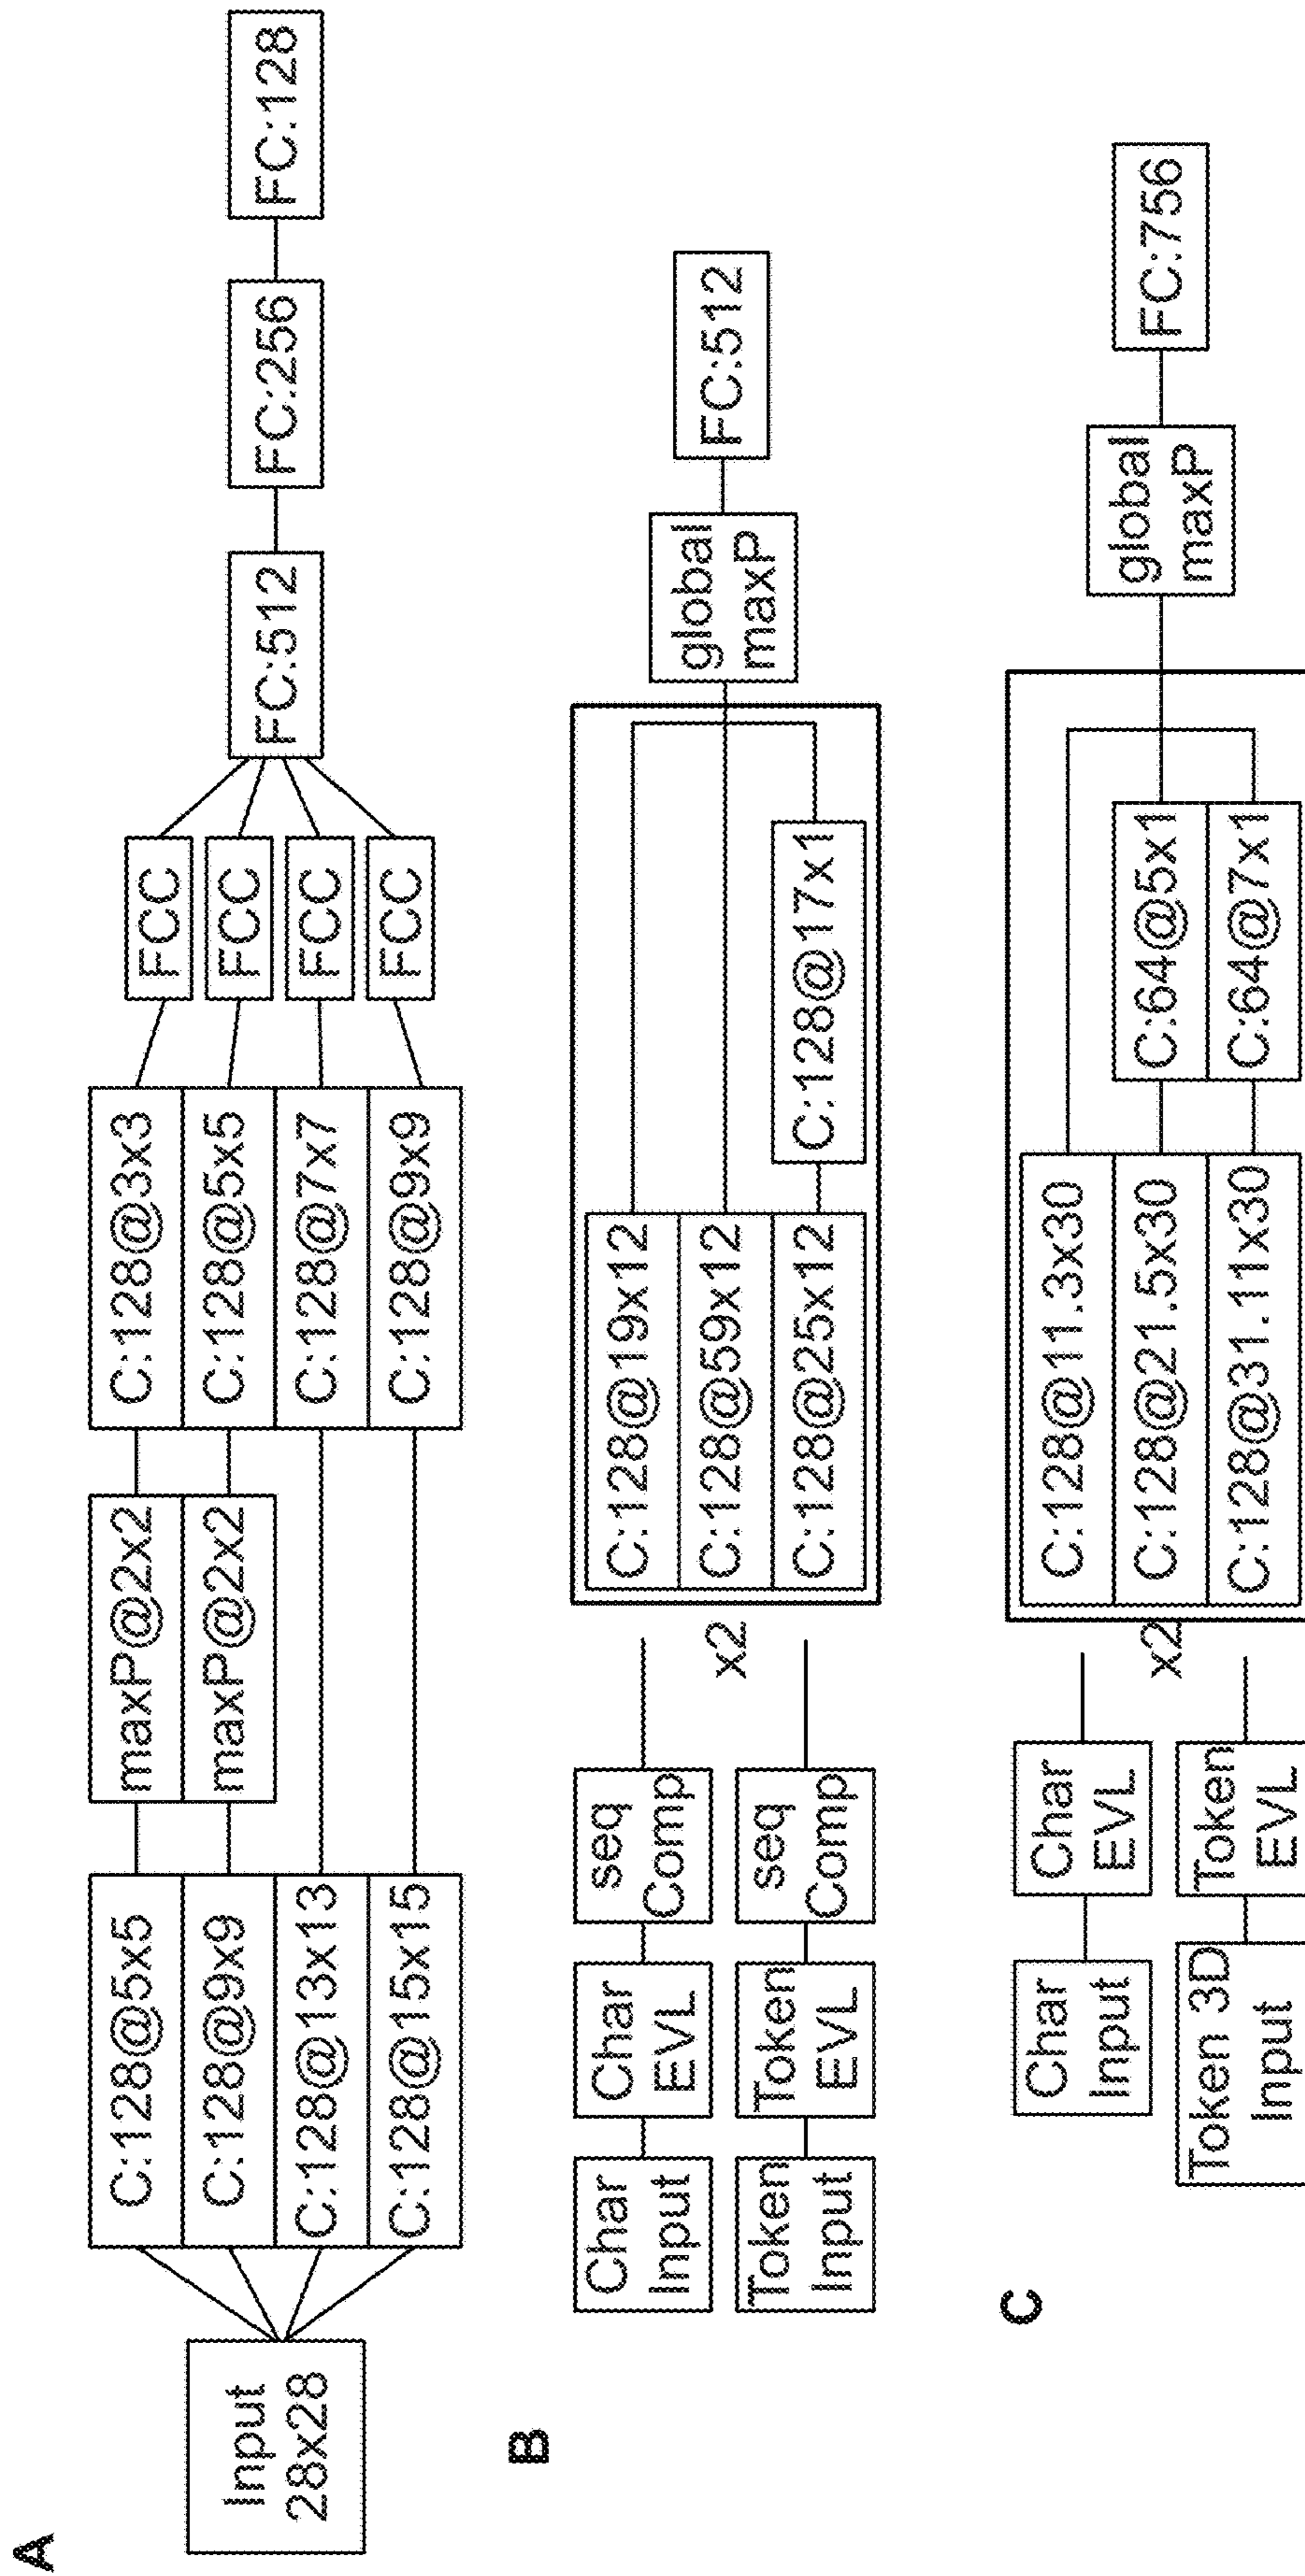 A
Input
28x28
C:128@5x5
C:128@9x9
C:128@13x13
C:128@15x15
maxP@2x2
maxP@2x2
C:128@3x3
C:128@5x5
C:128@7x7
C:128@9x9
FCC
FCC
FCC
FCC
FC:512
FC:256
FC:128
B
Char
Input
Char
EVL
seq
Comp
Token
Input
Token
EVL
seq
Comp
x2
C:128@19x12
C:128@59x12
C:128@25x12
C:128@17x1
global
maxP
FC:512
C
Char
Input
Char
EVL
Token 3D
Input
Token
EVL
x2
C:128@11.3x30
C:128@21.5x30
C:128@31.11x30
C:64@5x1
C:64@7x1
global
maxP
FC:756